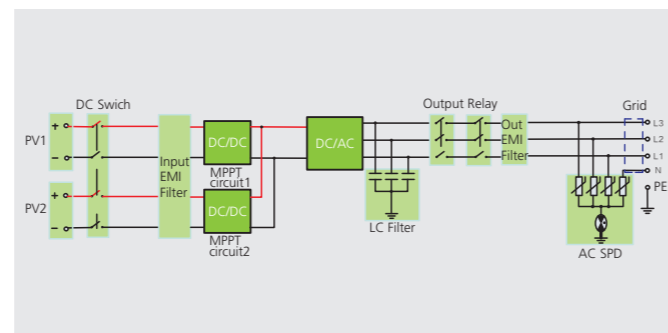 DC Swich
Output Relay
Grid
PV1
+
−
PV2
+
−
Input
EMI
Filter
DC/DC
MPPT
circuit1
DC/DC
MPPT
circuit2
DC/AC
LC Filter
Out
EMI
Filter
L3
L2
L1
N
PE
AC SPD